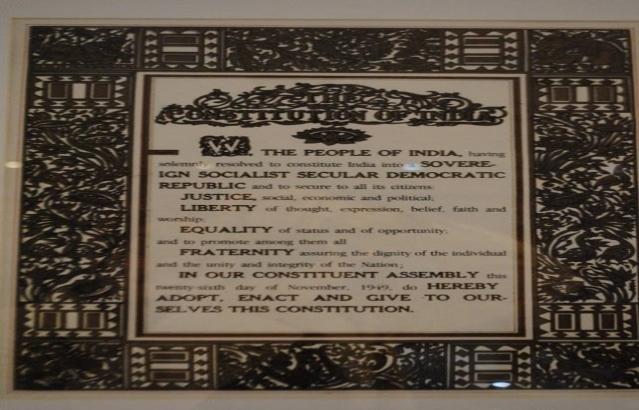 THE
CONSTITUTION OF INDIA
WE THE PEOPLE OF INDIA, having
solemnly resolved to constitute India into a SOVERE-
IGN SOCIALIST SECULAR DEMOCRATIC
REPUBLIC and to secure to all its citizens:
JUSTICE, social, economic and political;
LIBERTY of thought, expression, belief, faith and
worship;
EQUALITY of status and of opportunity;
and to promote among them all
FRATERNITY assuring the dignity of the individual
and the unity and integrity of the Nation;
IN OUR CONSTITUENT ASSEMBLY this
twenty-sixth day of November, 1949, do HEREBY
ADOPT, ENACT AND GIVE TO OUR-
SELVES THIS CONSTITUTION.